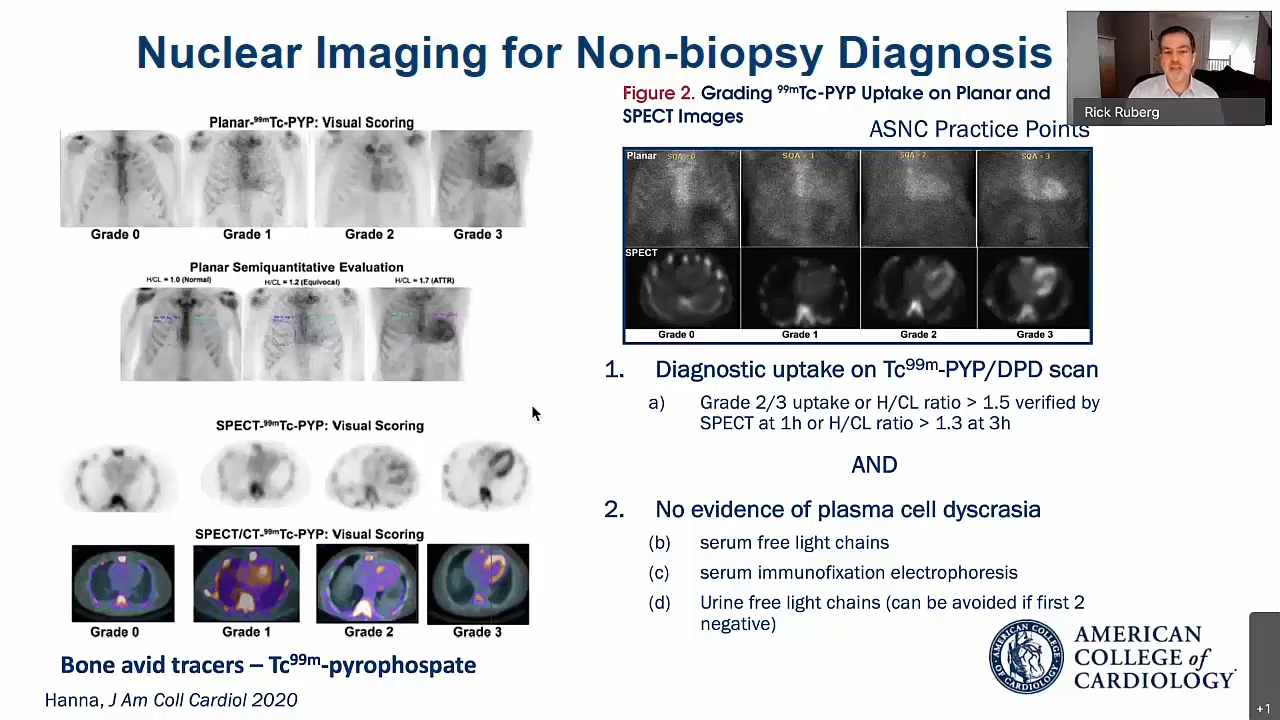 Nuclear Imaging for Non-biopsy Diagnosis
Rick Ruberg
Planar-99mTc-PYP: Visual Scoring
Grade 0 Grade 1 Grade 2 Grade 3
Planar Semiquantitative Evaluation
H/CL = 1.0 (Normal) H/CL = 1.2 (Equivocal) H/CL = 1.7 (ATTR)
SPECT-99mTc-PYP: Visual Scoring
SPECT/CT-99mTc-PYP: Visual Scoring
Grade 0 Grade 1 Grade 2 Grade 3
Bone avid tracers – Tc99m-pyrophospate
Hanna, J Am Coll Cardiol 2020
Figure 2. Grading 99mTc-PYP Uptake on Planar and
SPECT Images
ASNC Practice Points
Planar SQA = 0 SQA = 1 SQA = 2 SQA = 3
SPECT
Grade 0 Grade 1 Grade 2 Grade 3
1. Diagnostic uptake on Tc99m-PYP/DPD scan
a) Grade 2/3 uptake or H/CL ratio > 1.5 verified by
SPECT at 1h or H/CL ratio > 1.3 at 3h
AND
2. No evidence of plasma cell dyscrasia
(b) serum free light chains
(c) serum immunofixation electrophoresis
(d) Urine free light chains (can be avoided if first 2
negative)
AMERICAN
COLLEGE of
CARDIOLOGY
+1